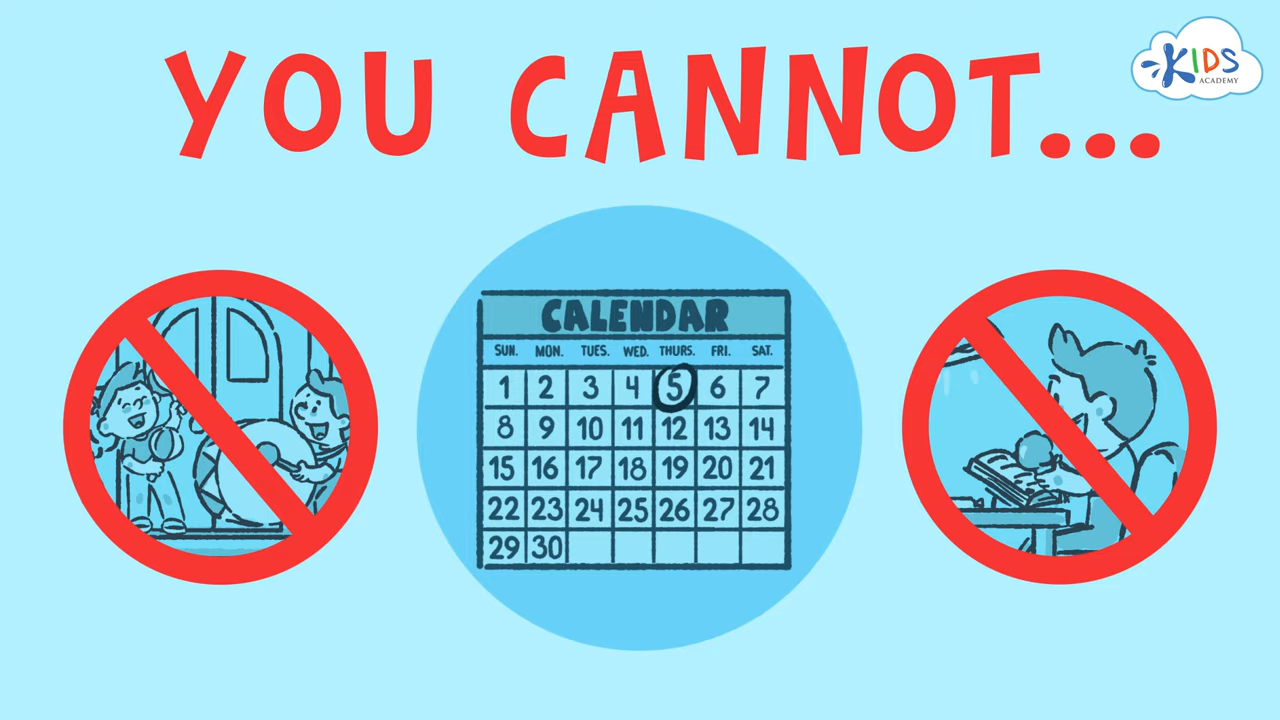 YOU CANNOT...
KIDS
ACADEMY
CALENDAR
SUN. MON. TUES. WED. THURS. FRI. SAT.
1 2 3 4 5 6 7
8 9 10 11 12 13 14
15 16 17 18 19 20 21
22 23 24 25 26 27 28
29 30